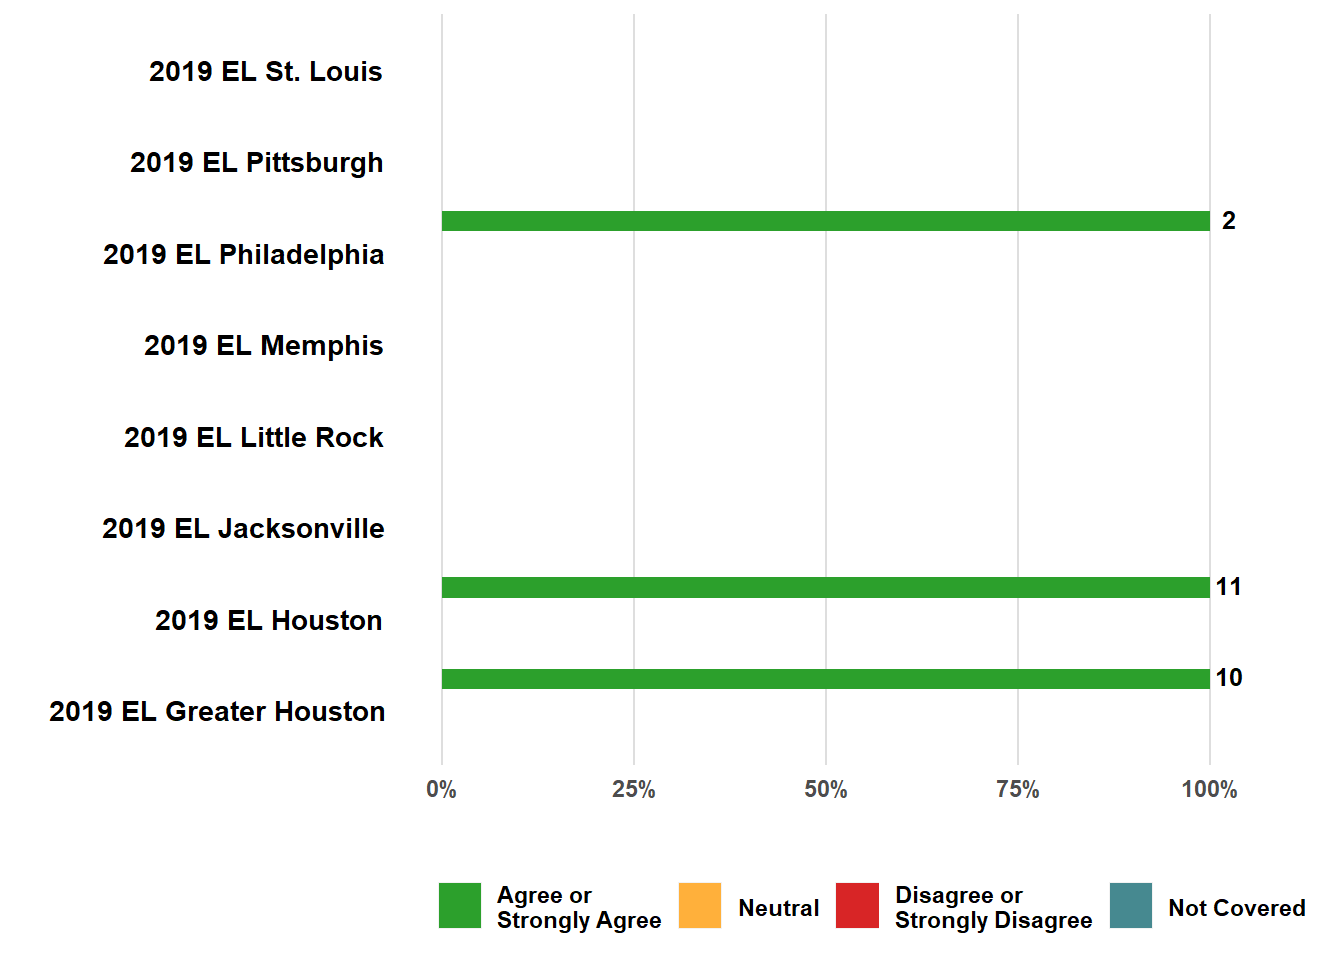 2019 EL St. Louis
2019 EL Pittsburgh
2
2019 EL Philadelphia
2019 EL Memphis
2019 EL Little Rock
2019 EL Jacksonville
11
2019 EL Houston
10
2019 EL Greater Houston
0% 25% 50% 75% 100%
Agree or
Strongly Agree
Neutral
Disagree or
Strongly Disagree
Not Covered